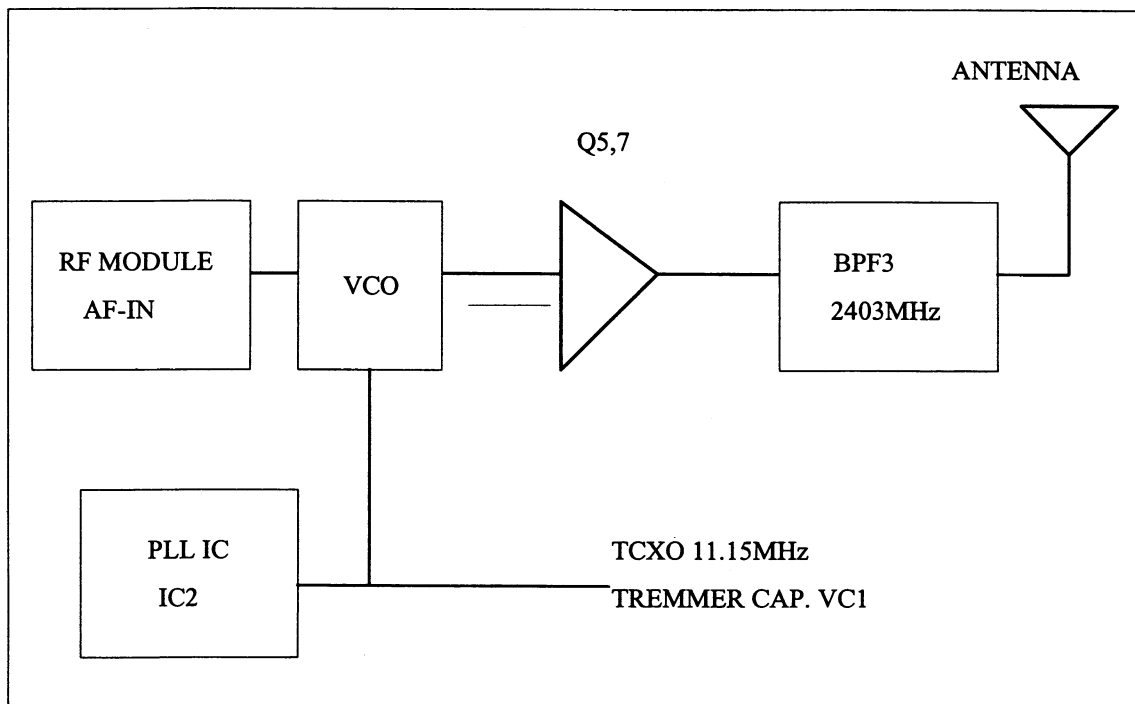 ANTENNA
Q5,7
RF MODULE
AF-IN
VCO
BPF3
2403MHz
PLL IC
IC2
TCXO 11.15MHz
TREMMER CAP. VC1